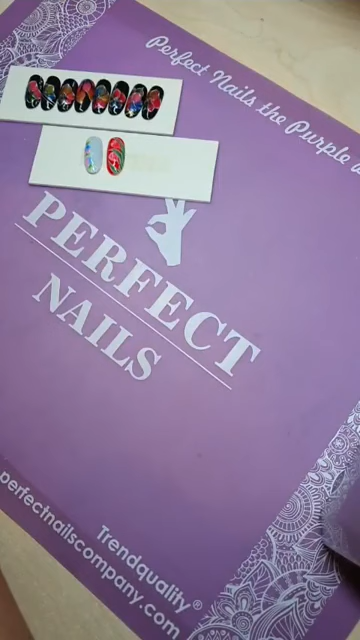 Perfect Nails the Purple
PERFECT
NAILS
Trendquality®
perfectnailscompany.com